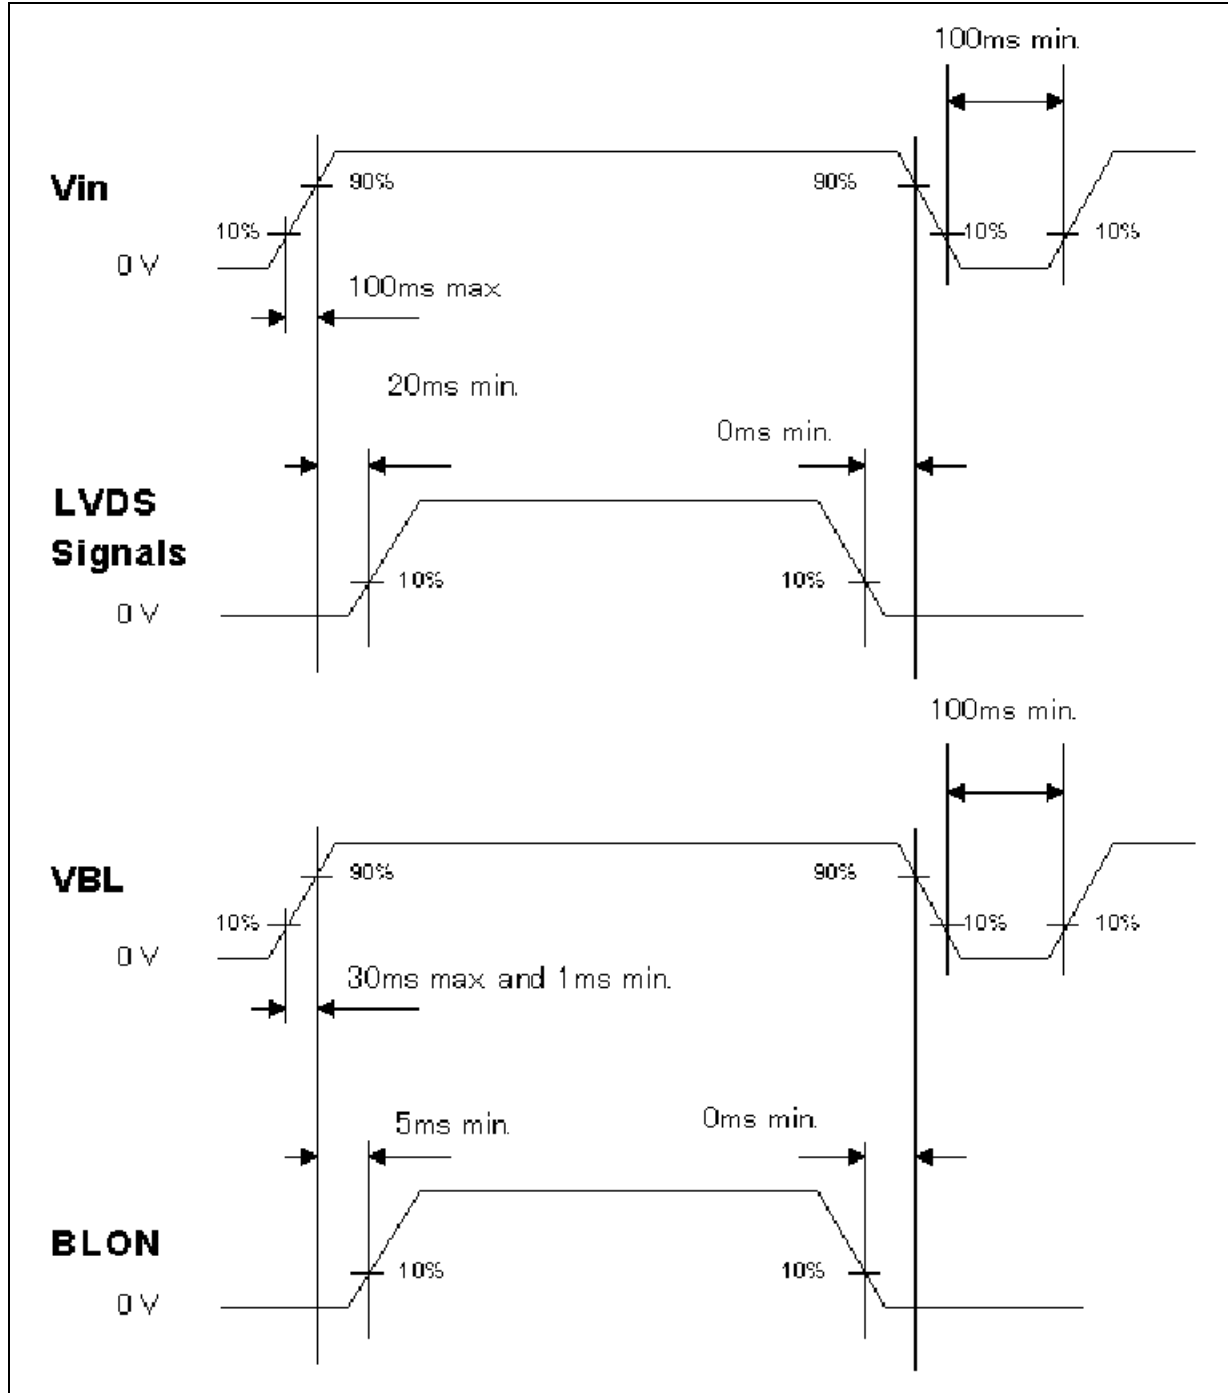 100ms min.
Vin
90%
90%
10%
10%
10%
0 V
100ms max
20ms min.
0ms min.
LVDS
Signals
10%
10%
0 V
100ms min.
VBL
90%
90%
10%
10%
10%
0 V
30ms max and 1ms min.
5ms min.
0ms min.
BLON
10%
10%
0 V